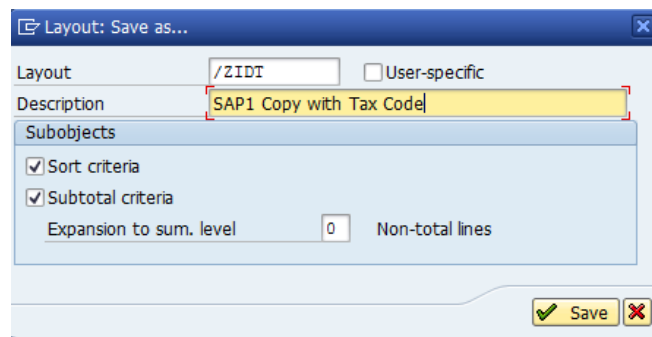 Layout: Save as...
Layout /ZIDT User-specific
Description SAP1 Copy with Tax Code
Subobjects
Sort criteria
Subtotal criteria
Expansion to sum. level 0 Non-total lines
Save